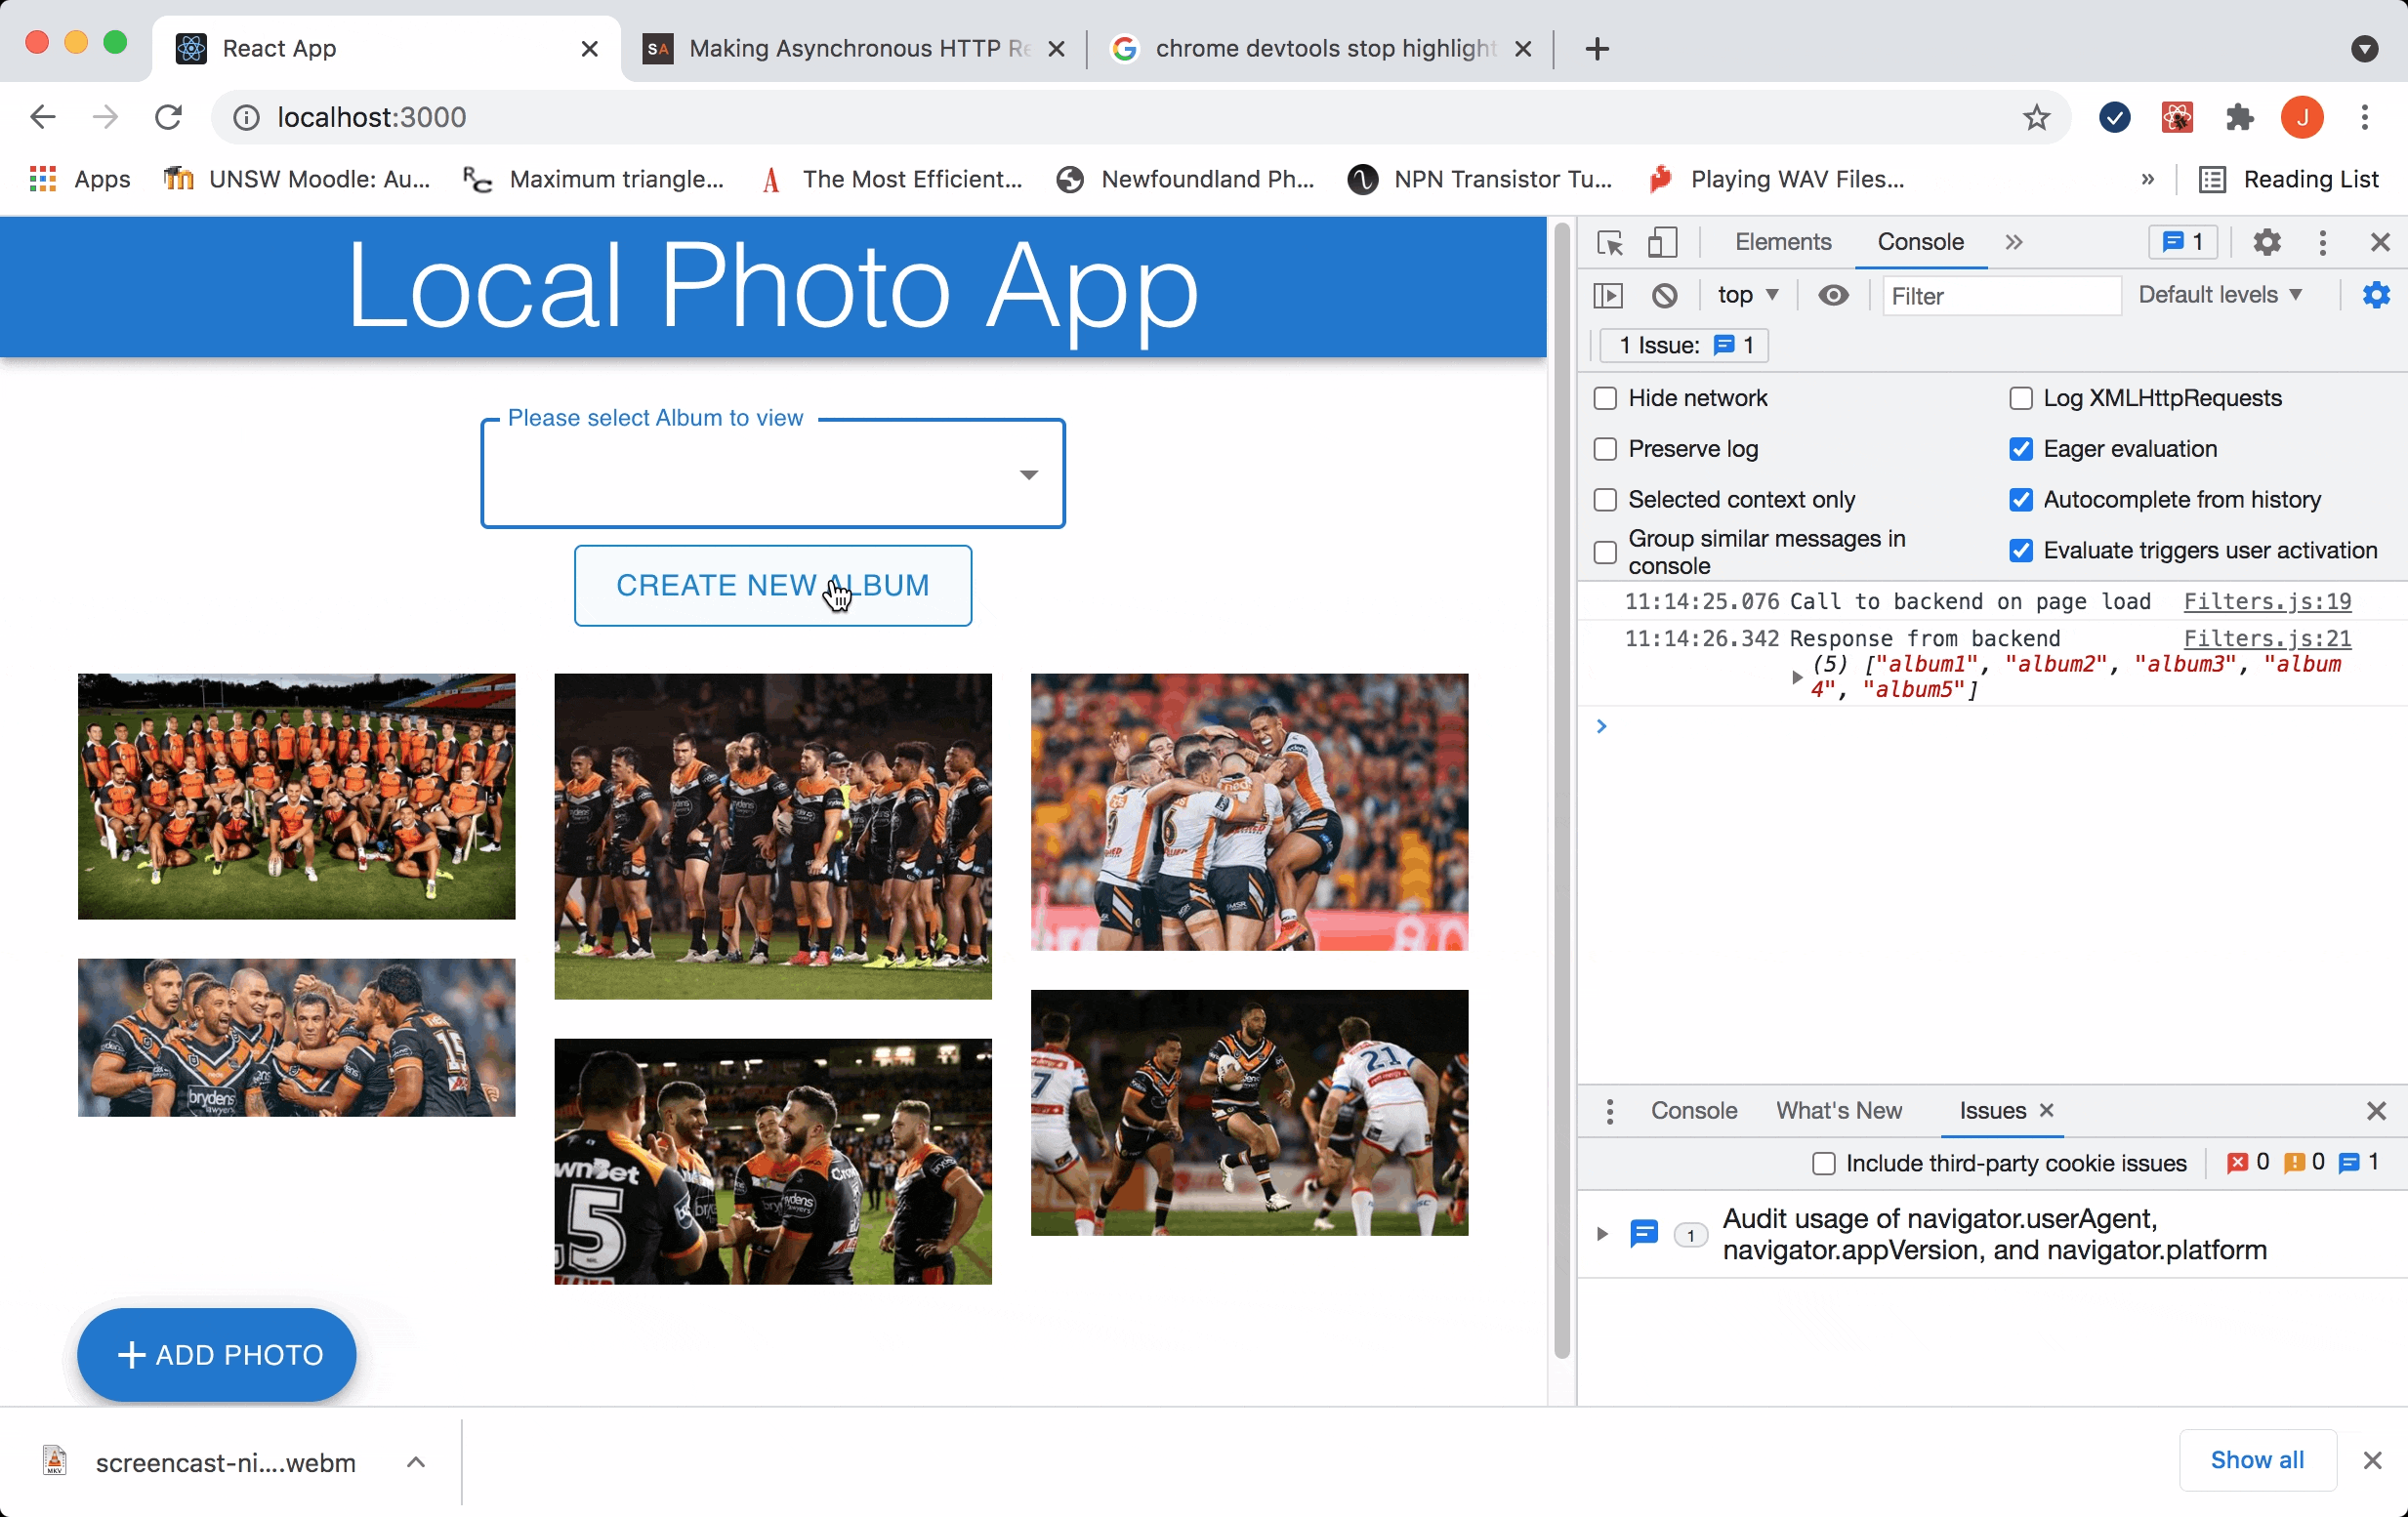 React App
Making Asynchronous HTTP Re
chrome devtools stop highlight
localhost:3000
J
Apps
UNSW Moodle: Au...
Maximum triangle...
The Most Efficient...
Newfoundland Ph...
NPN Transistor Tu...
Playing WAV Files...
»
Reading List
Local Photo App
Please select Album to view
CREATE NEW ALBUM
ADD PHOTO
Elements
Console
1
top
Filter
Default levels
1 Issue: 1
Hide network
Log XMLHttpRequests
Preserve log
Eager evaluation
Selected context only
Autocomplete from history
Group similar messages in
console
Evaluate triggers user activation
11:14:25.076 Call to backend on page load Filters.js:19
11:14:26.342 Response from backend Filters.js:21
(5) ["album1", "album2", "album3", "album
4", "album5"]
Console
What's New
Issues
Include third-party cookie issues
0 0 1
1
Audit usage of navigator.userAgent,
navigator.appVersion, and navigator.platform
screencast-ni....webm
Show all